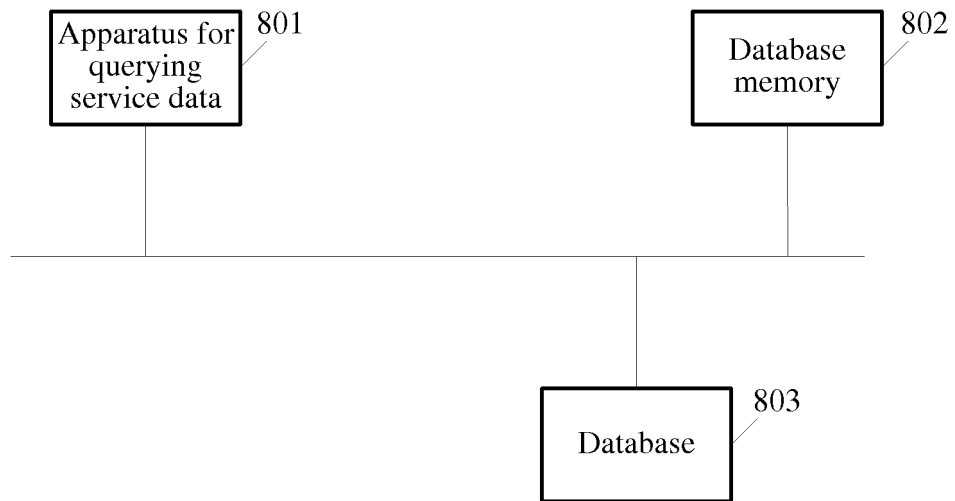 Apparatus for
querying
service data
801
Database
memory
802
Database
803